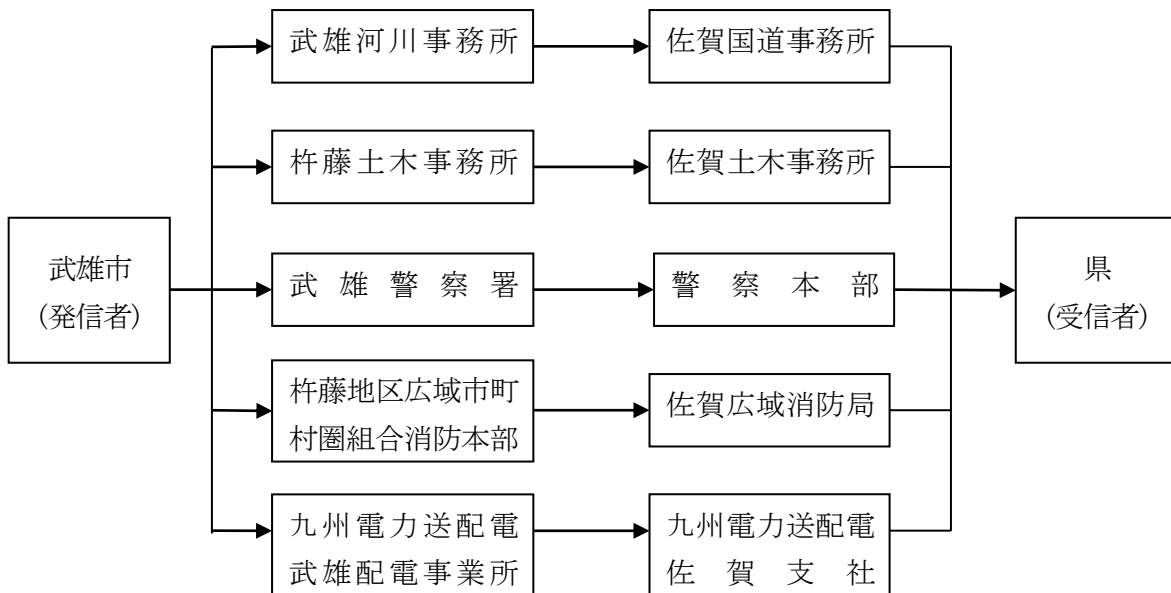 武雄河川事務所
佐賀国道事務所
杵藤土木事務所
佐賀土木事務所
武雄市
(発信者)
武雄警察署
警察本部
県
(受信者)
杵藤地区広域市町
村圏組合消防本部
佐賀広域消防局
九州電力送配電
武雄配電事業所
九州電力送配電
佐賀支社